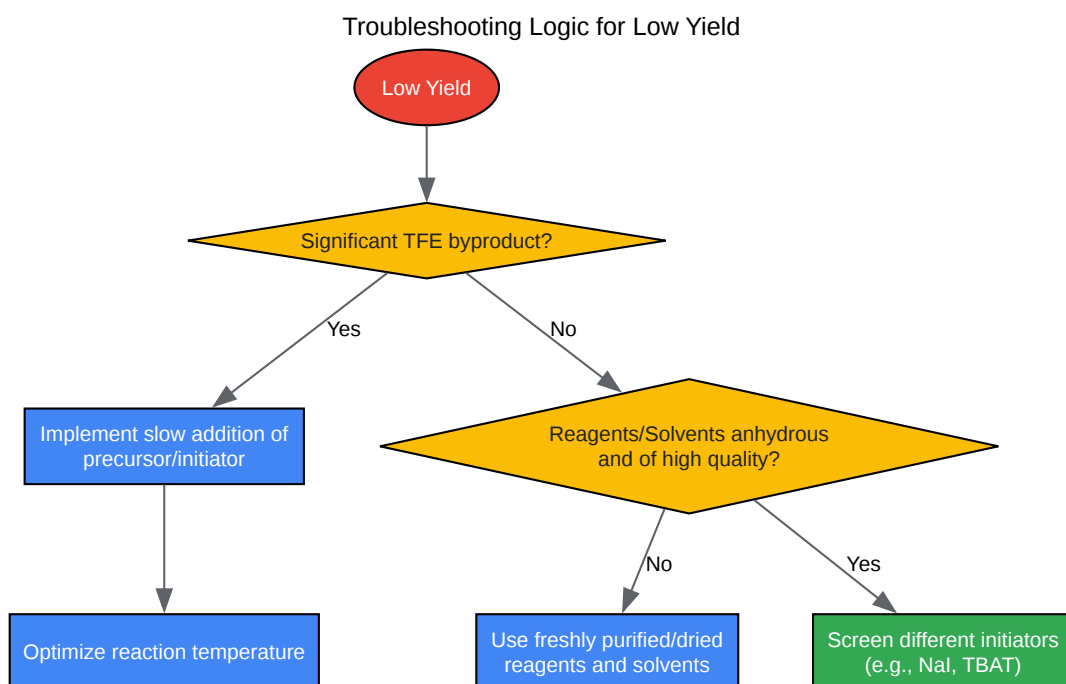 Troubleshooting Logic for Low Yield
Low Yield
Significant TFE byproduct?
Yes
No
Implement slow addition of
precursor/initiator
Reagents/Solvents anhydrous
and of high quality?
No
Yes
Optimize reaction temperature
Use freshly purified/dried
reagents and solvents
Screen different initiators
(e.g., NaI, TBAT)